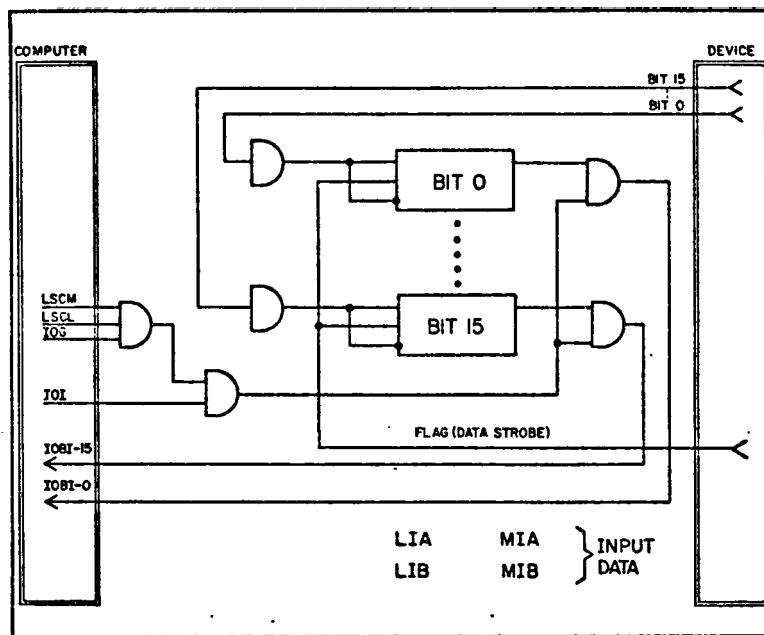 COMPUTER
DEVICE
BIT 15
BIT 0
BIT 0
BIT 15
LSCM
LSCL
IOG
IOI
FLAG (DATA STROBE)
IOBI-15
IOBI-0
LIA MIA
LIB MIB
INPUT
DATA